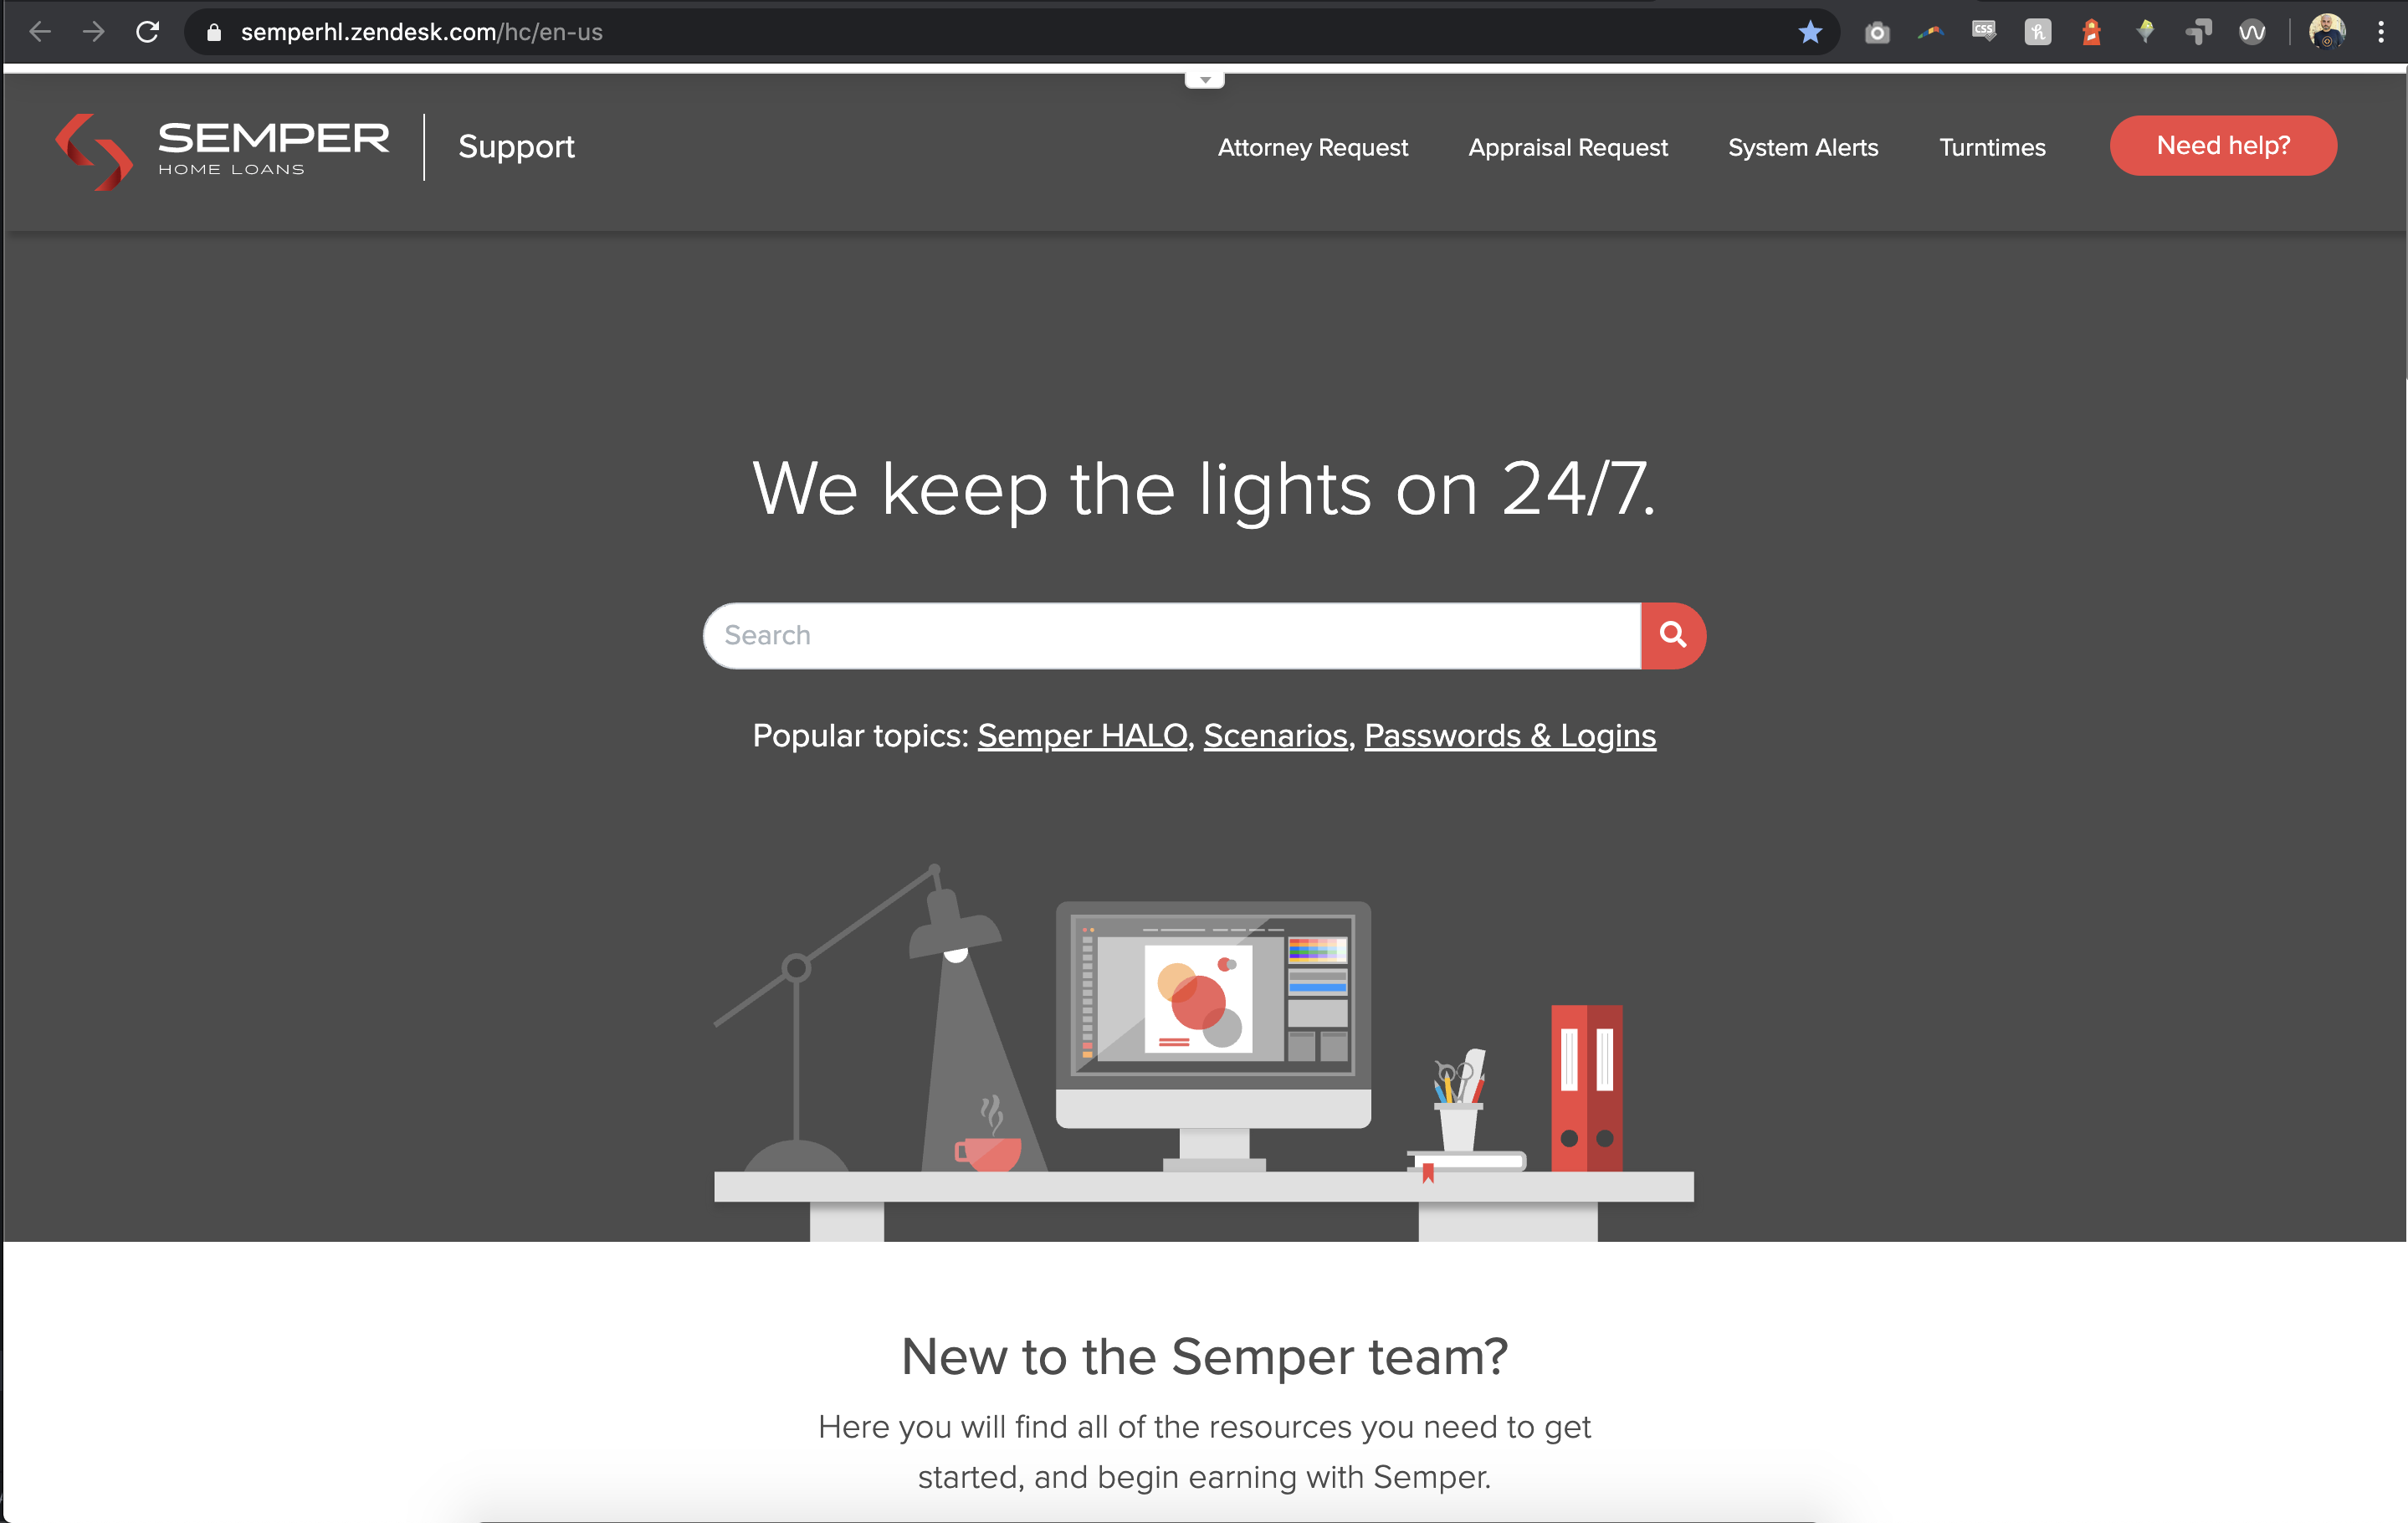 semperhl.zendesk.com/hc/en-us
SEMPER
HOME LOANS
Support
Attorney Request
Appraisal Request
System Alerts
Turntimes
Need help?
We keep the lights on 24/7.
Search
Popular topics: Semper HALO, Scenarios, Passwords & Logins
New to the Semper team?
Here you will find all of the resources you need to get
started, and begin earning with Semper.
CSS